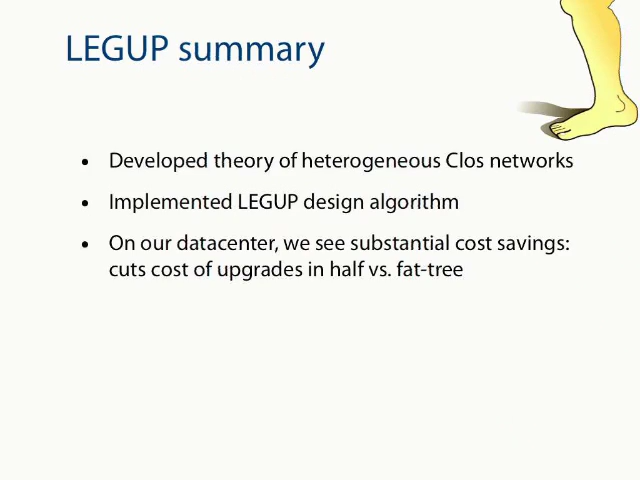 LEGUP summary
• Developed theory of heterogeneous Clos networks
• Implemented LEGUP design algorithm
• On our datacenter, we see substantial cost savings:
cuts cost of upgrades in half vs. fat-tree